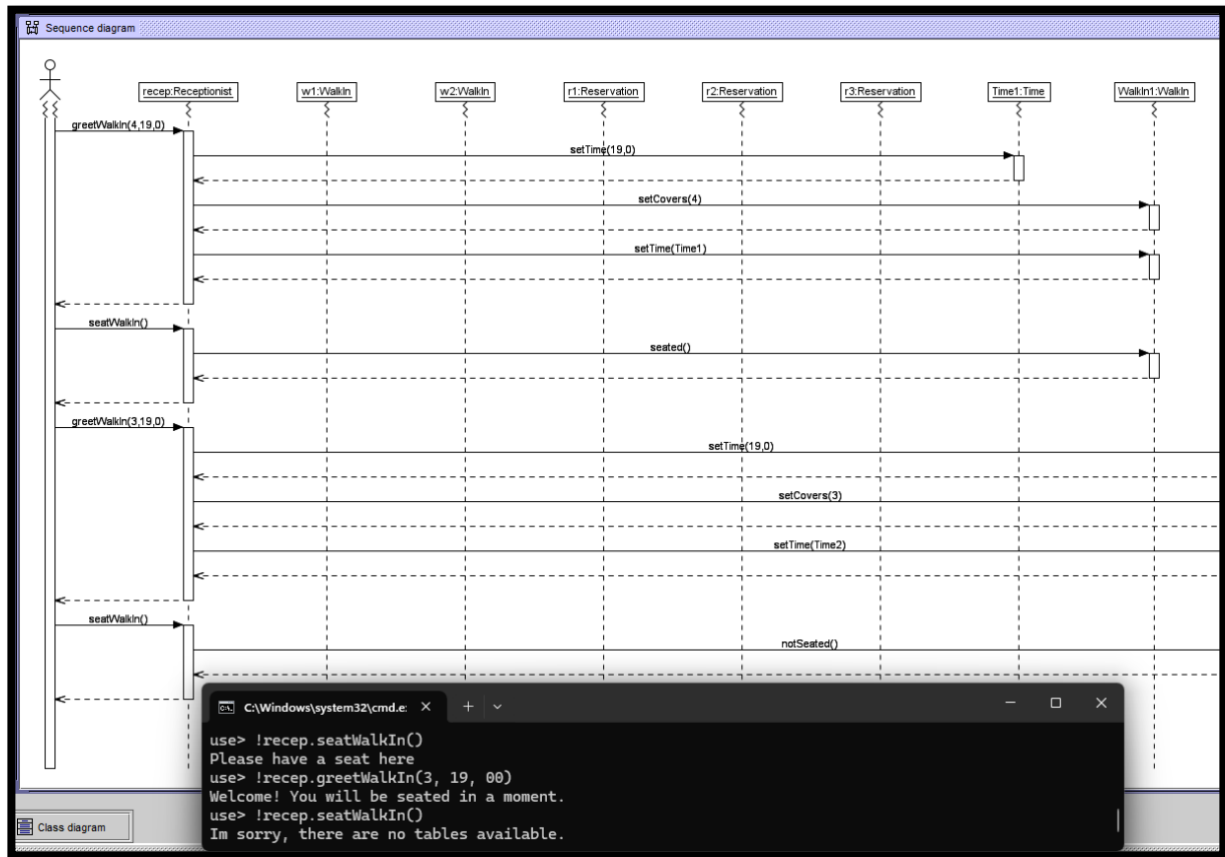 Sequence diagram
recep:Receptionist
w1:WalkIn
w2:WalkIn
r1:Reservation
r2:Reservation
r3:Reservation
Time1:Time
WalkIn1:WalkIn
greetWalkIn(4,19,0)
setTime(19,0)
setCovers(4)
setTime(Time1)
seatWalkIn()
seated()
greetWalkIn(3,19,0)
setTime(19,0)
setCovers(3)
setTime(Time2)
seatWalkIn()
notSeated()
C:\Windows\system32\cmd.e:
use> !recep.seatWalkIn()
Please have a seat here
use> !recep.greetWalkIn(3, 19, 00)
Welcome! You will be seated in a moment.
use> !recep.seatWalkIn()
Im sorry, there are no tables available.
Class diagram